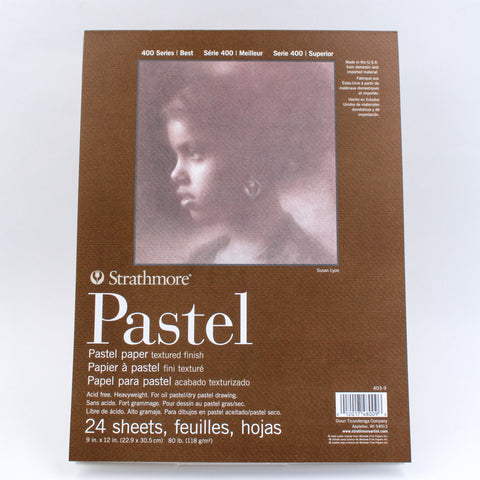 400 Series | Best Série 400 | Meilleur Serie 400 | Superior
Made in the U.S.A.
from domestic and
imported material.
Fabriqué aux
États-Unis à partir de
matériaux domestiques
et importés.
Hecho en Estados
Unidos de materiales
domésticos y de
importación.
Susan Lyon
Strathmore®
Pastel
Pastel paper textured finish
Papier à pastel fini texturé
Papel para pastel acabado texturizado
Acid free. Heavyweight. For oil pastel/dry pastel drawing.
Sans acide. Fort grammage. Pour dessin au pastel gras/sec.
Libre de ácido. Alto gramaje. Para dibujos en pastel aceitado/pastel seco.
24 sheets, feuilles, hojas
9 in. x 12 in. (22.9 x 30.5 cm) 80 lb. (118 g/m²)
403-9
Dixon Ticonderoga Company
Appleton, WI 54913
www.strathmoreartist.com